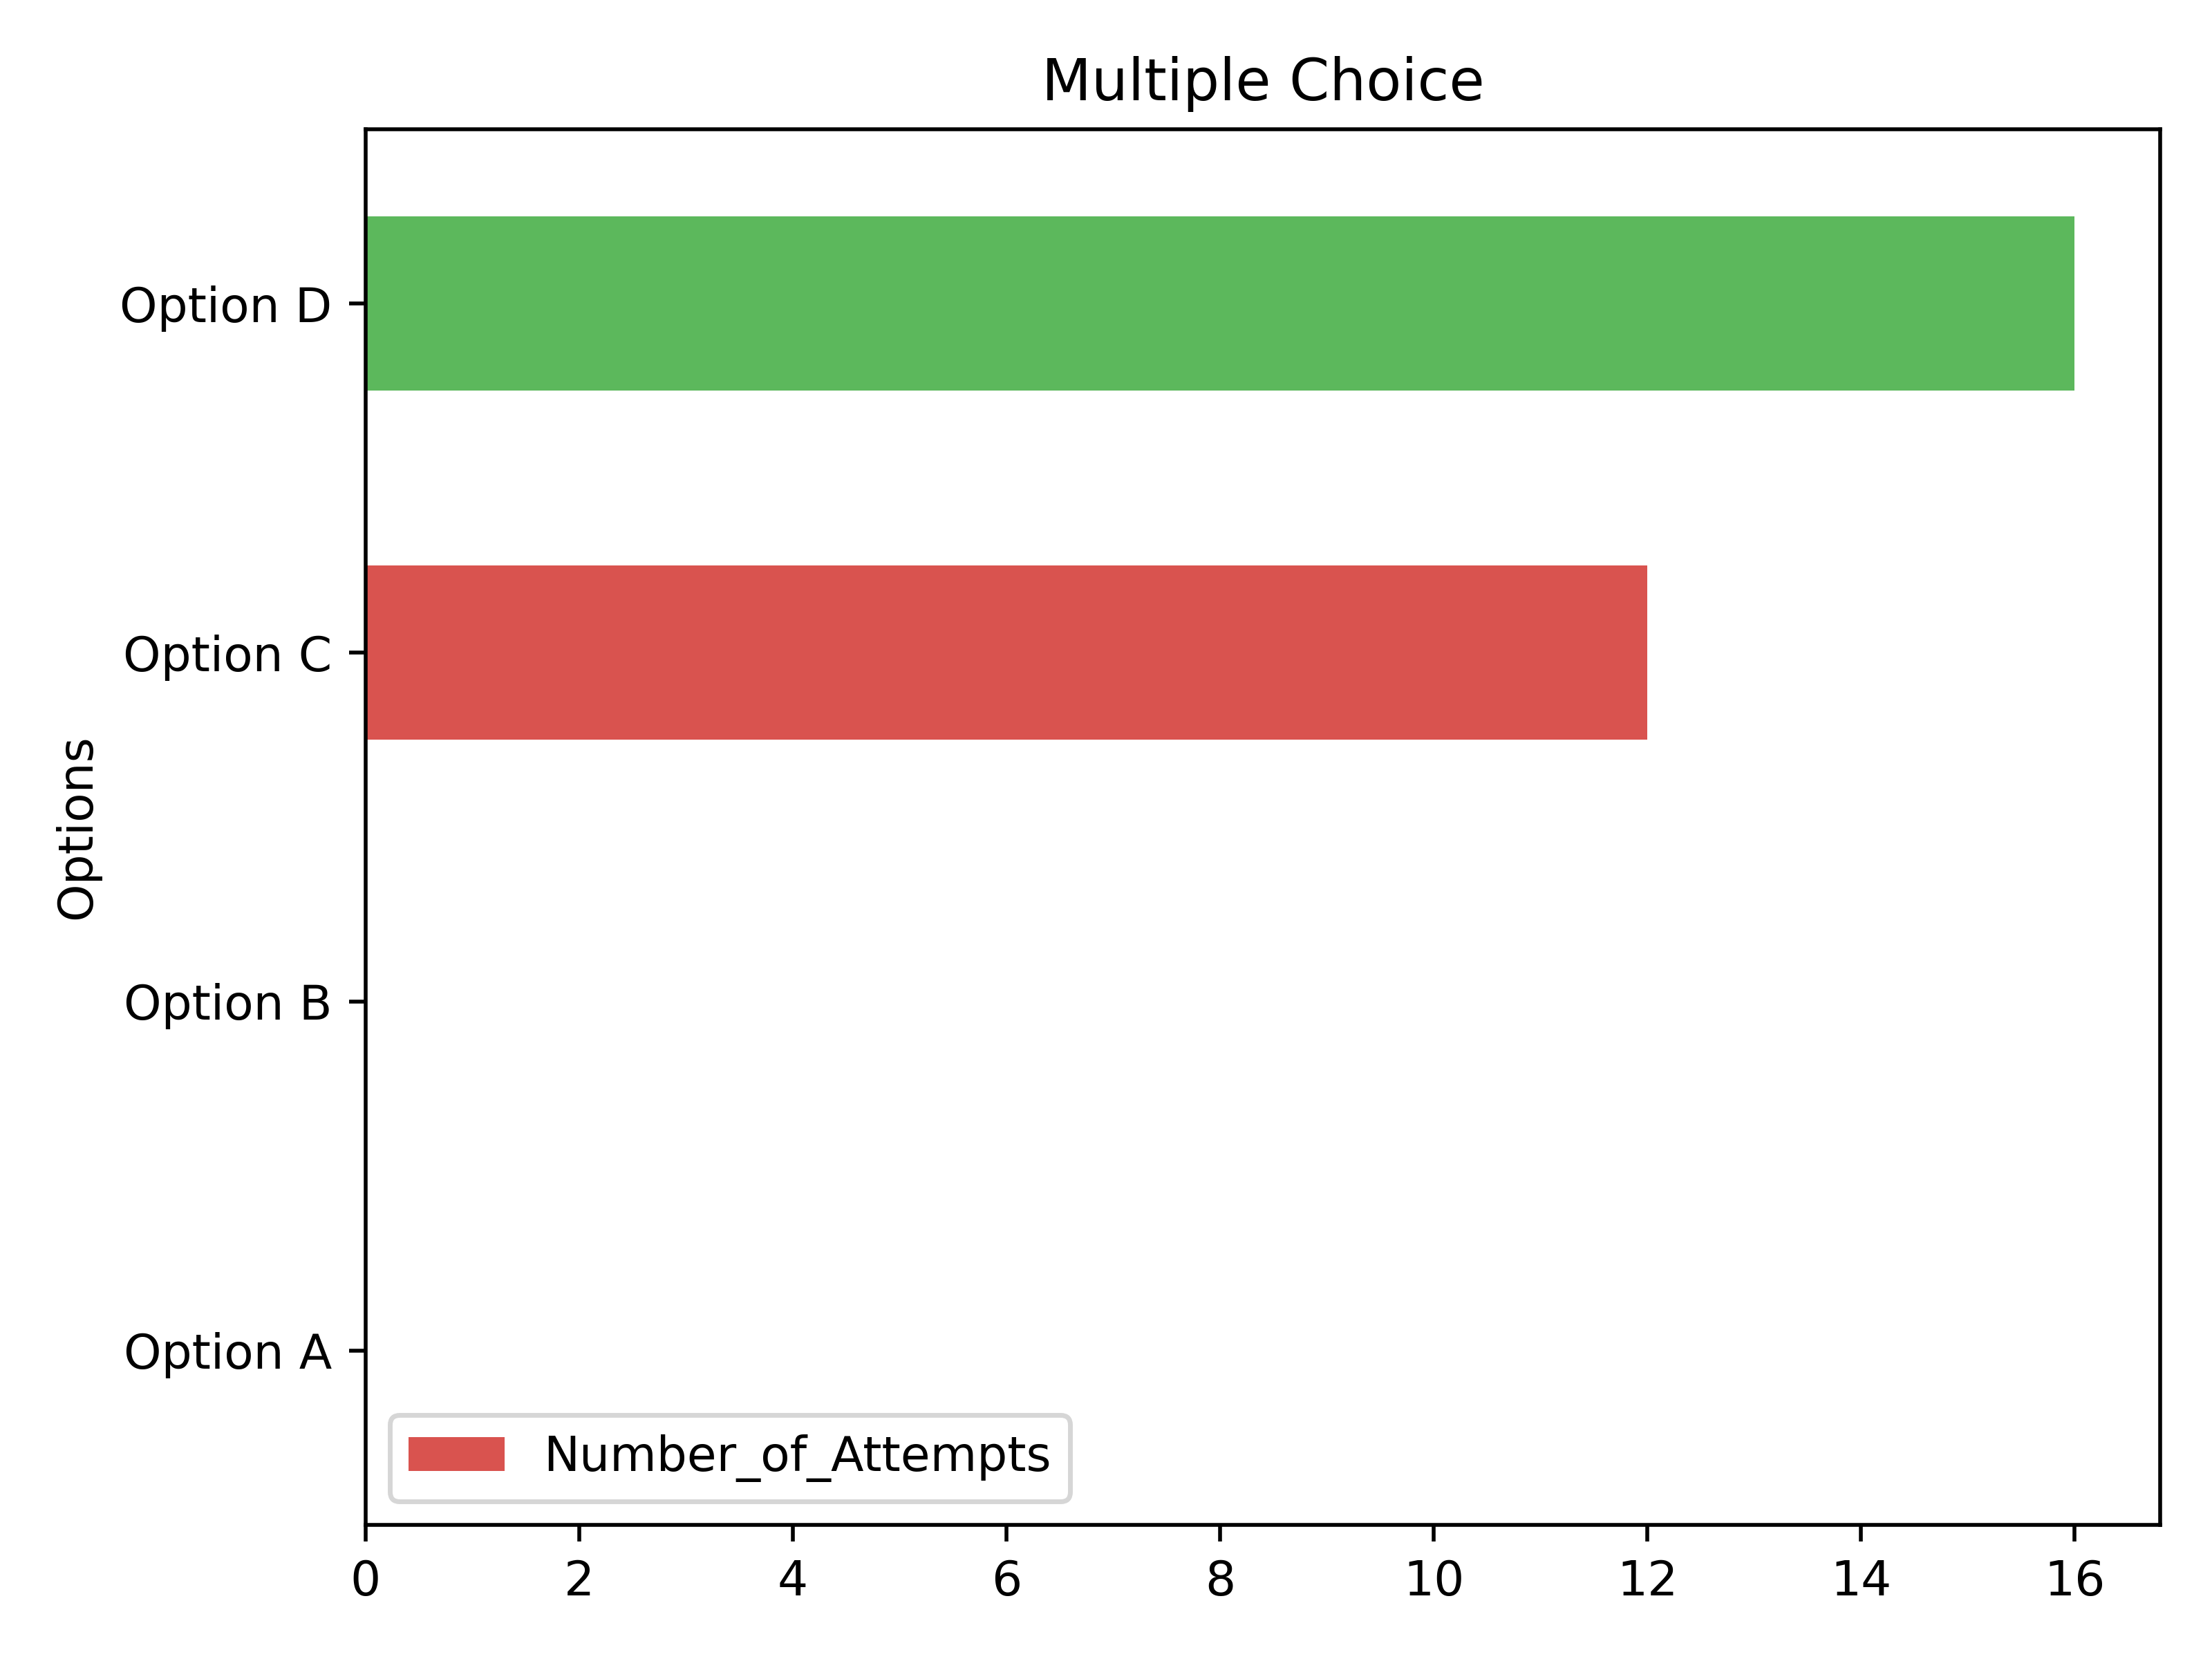 Multiple Choice
Option D
Option C
Options
Option B
Option A
Number_of_Attempts
0 2 4 6 8 10 12 14 16